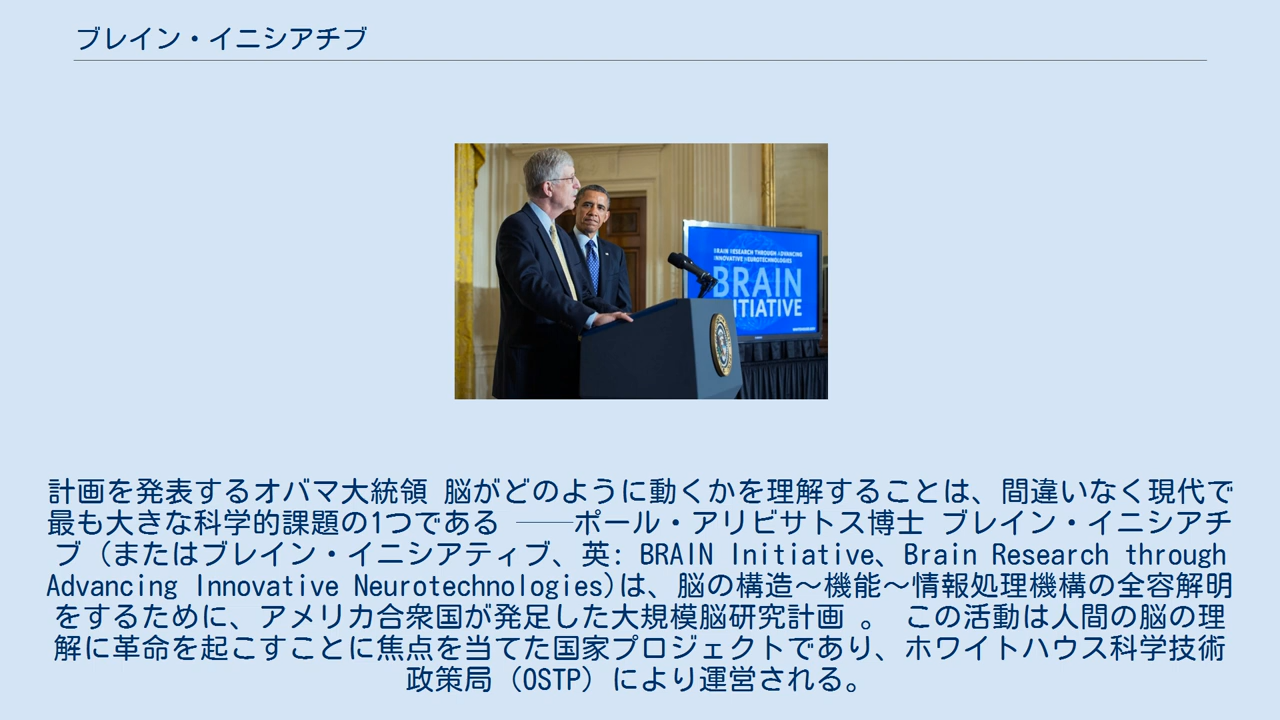 ブレイン・イニシアチブ
BRAIN RESEARCH THROUGH ADVANCING
INNOVATIVE NEUROTECHNOLOGIES
BRAIN
INITIATIVE
計画を発表するオバマ大統領 脳がどのように動くかを理解することは、間違いなく現代で
最も大きな科学的課題の1つである ――ポール・アリビサトス博士 ブレイン・イニシアチ
ブ（またはブレイン・イニシアティブ、英: BRAIN Initiative、Brain Research through
Advancing Innovative Neurotechnologies)は、脳の構造～機能～情報処理機構の全容解明
をするために、アメリカ合衆国が発足した大規模脳研究計画 。 この活動は人間の脳の理
解に革命を起こすことに焦点を当てた国家プロジェクトであり、ホワイトハウス科学技術
政策局（OSTP）により運営される。